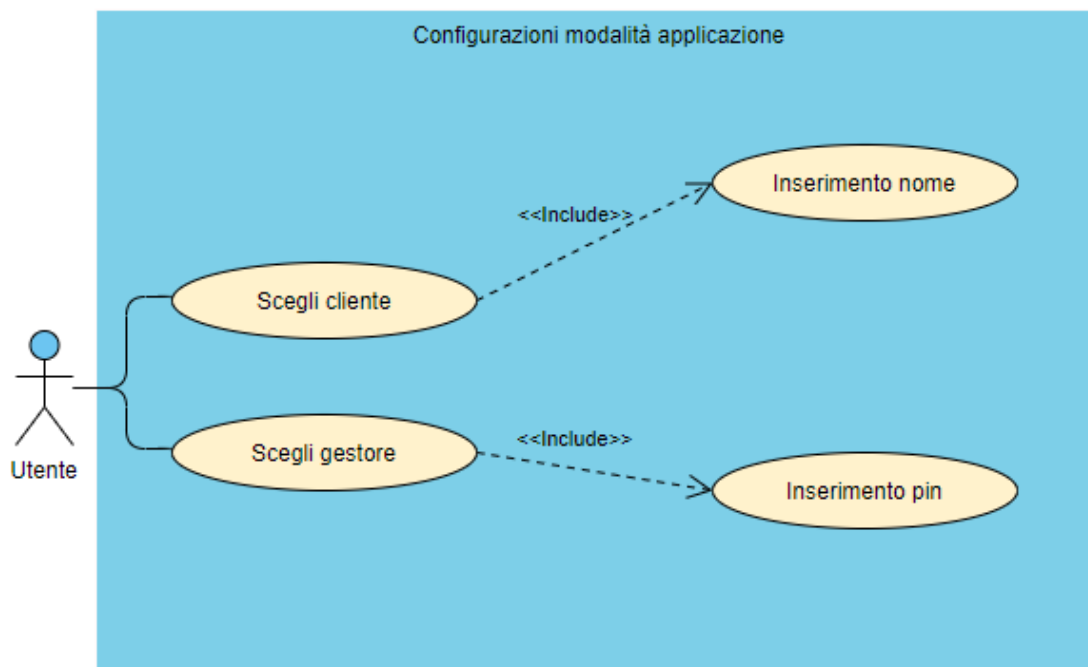 Configurazioni modalità applicazione
Inserimento nome
<<Include>>
Scegli cliente
Utente
Scegli gestore
<<Include>>
Inserimento pin